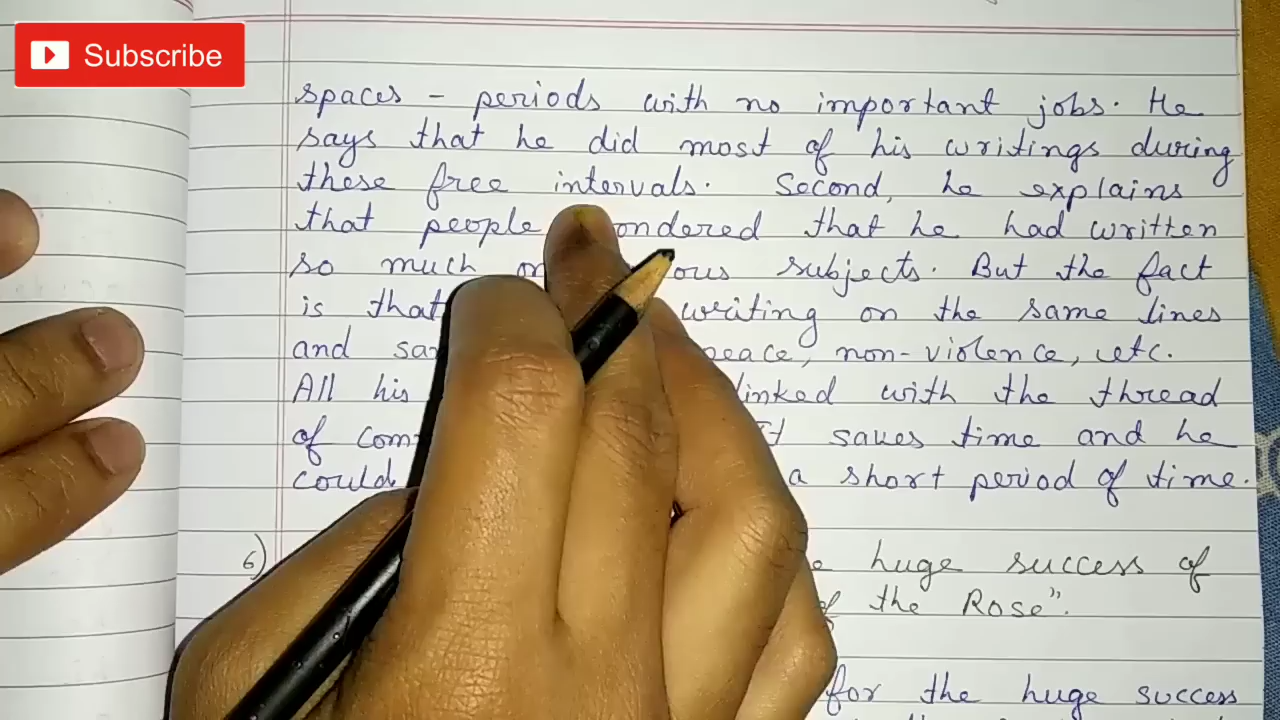 Subscribe
spaces - periods with no important jobs. He
says that he did most of his writings during
these free intervals. Second, he explains
that people ondered that he had written
so much on ous subjects. But the fact
is that writing on the same lines
and peace, non-violence, etc.
All his linked with the thread
of saves time and he
could a short period of time.
6) huge success of
of the Rose".
for the huge success